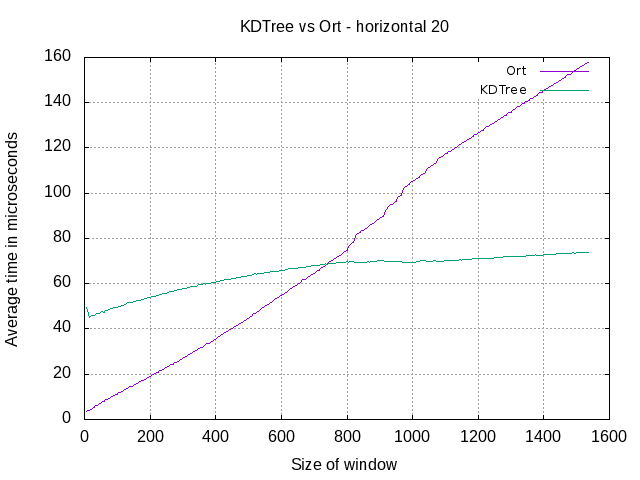 KDTree vs Ort - horizontal 20
Average time in microseconds
160
140
120
100
80
60
40
20
0
Ort
KDTree
0 200 400 600 800 1000 1200 1400 1600
Size of window